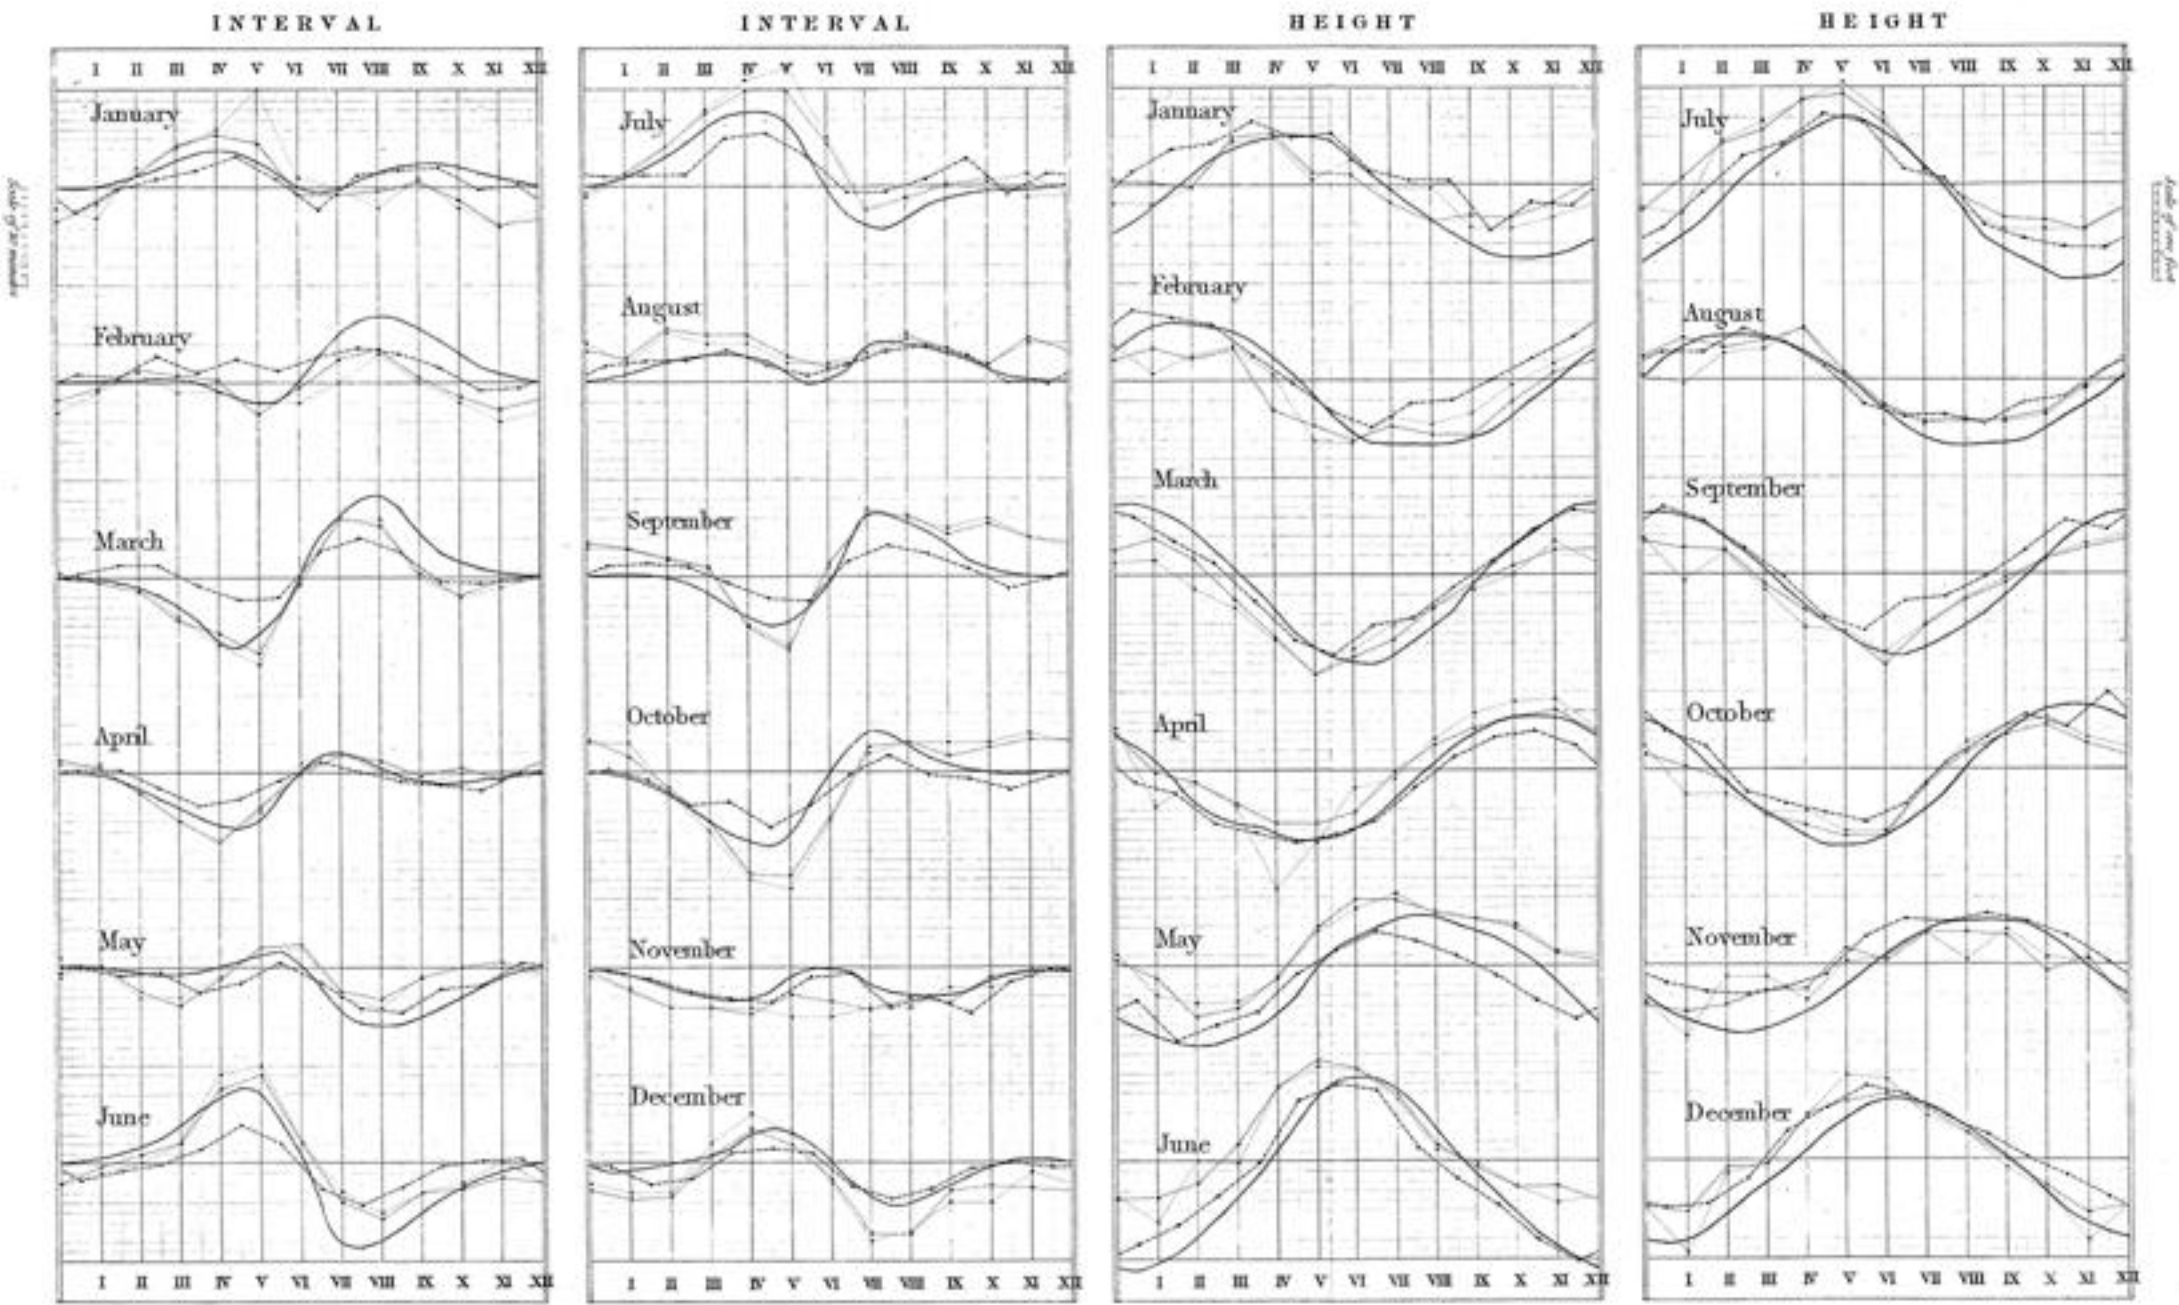 INTERVAL
I II III IV V VI VII VIII IX X XI XII
January
February
March
April
May
June
I II III IV V VI VII VIII IX X XI XII
INTERVAL
I II III IV V VI VII VIII IX X XI XII
July
August
September
October
November
December
I II III IV V VI VII VIII IX X XI XII
HEIGHT
I II III IV V VI VII VIII IX X XI XII
January
February
March
April
May
June
I II III IV V VI VII VIII IX X XI XII
HEIGHT
I II III IV V VI VII VIII IX X XI XII
July
August
September
October
November
December
I II III IV V VI VII VIII IX X XI XII
Scale of one foot